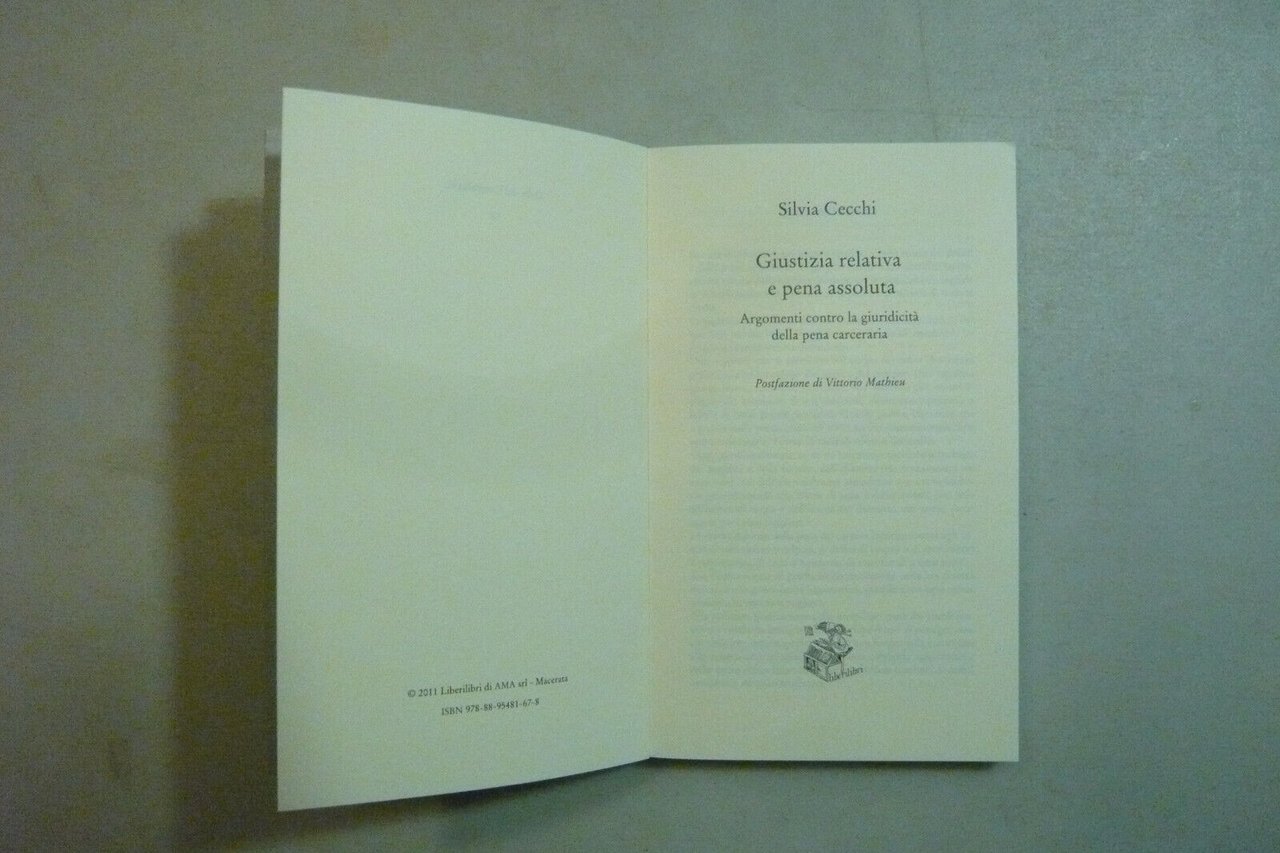 © 2011 Liberilibri di AMA srl - Macerata
ISBN 978-88-95481-67-8
Silvia Cecchi
Giustizia relativa
e pena assoluta
Argomenti contro la giuridicità
della pena carceraria
Postfazione di Vittorio Mathieu
liberilibri